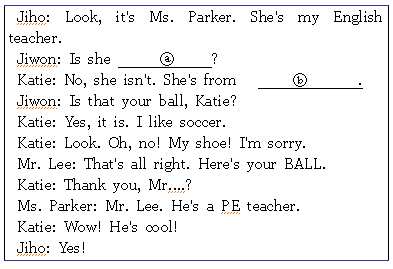 Jiho: Look, it's Ms. Parker. She's my English
teacher.
Jiwon: Is she ⓐ ?
Katie: No, she isn't. She's from ⓑ .
Jiwon: Is that your ball, Katie?
Katie: Yes, it is. I like soccer.
Katie: Look. Oh, no! My shoe! I'm sorry.
Mr. Lee: That's all right. Here's your BALL.
Katie: Thank you, Mr....?
Ms. Parker: Mr. Lee. He's a PE teacher.
Katie: Wow! He's cool!
Jiho: Yes!